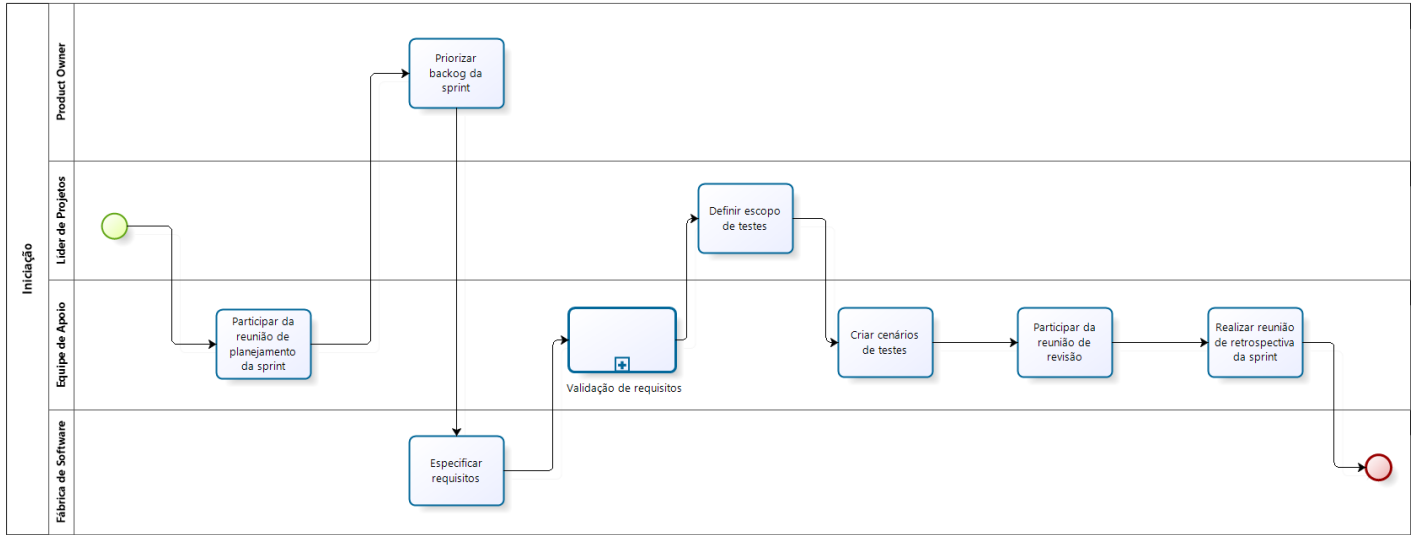 Iniciação
Product Owner
Priorizar
backog da
sprint
Líder de Projetos
Definir escopo
de testes
Equipe de Apoio
Participar da
reunião de
planejamento
da sprint
Validação de requisitos
Criar cenários
de testes
Participar da
reunião de
revisão
Realizar reunião
de retrospectiva
da sprint
Fábrica de Software
Especificar
requisitos